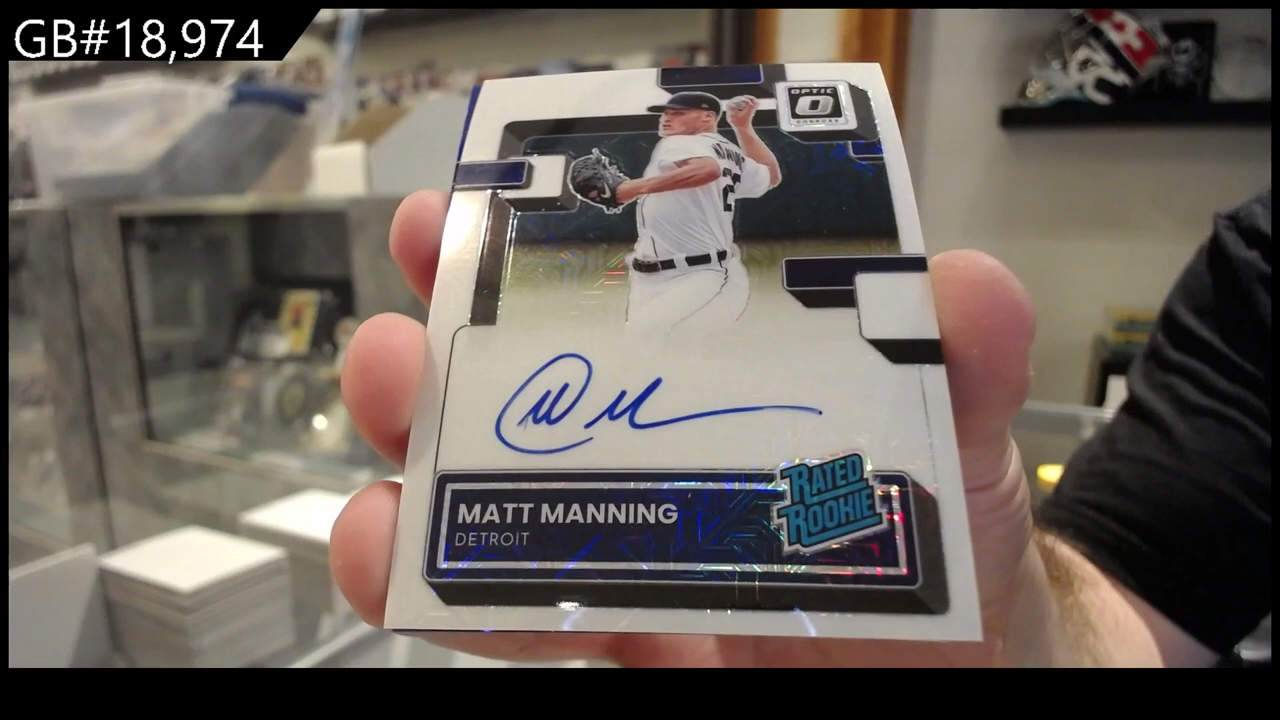 GB#18,974
OPTIC
DONRUSS
MATT MANNING
DETROIT
RATED
ROOKIE